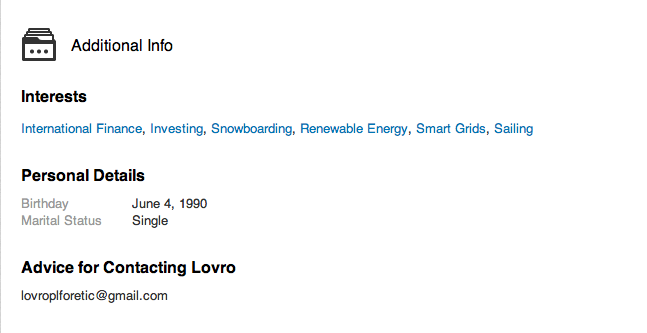 Additional Info
Interests
International Finance, Investing, Snowboarding, Renewable Energy, Smart Grids, Sailing
Personal Details
Birthday June 4, 1990
Marital Status Single
Advice for Contacting Lovro
lovroplforetic@gmail.com